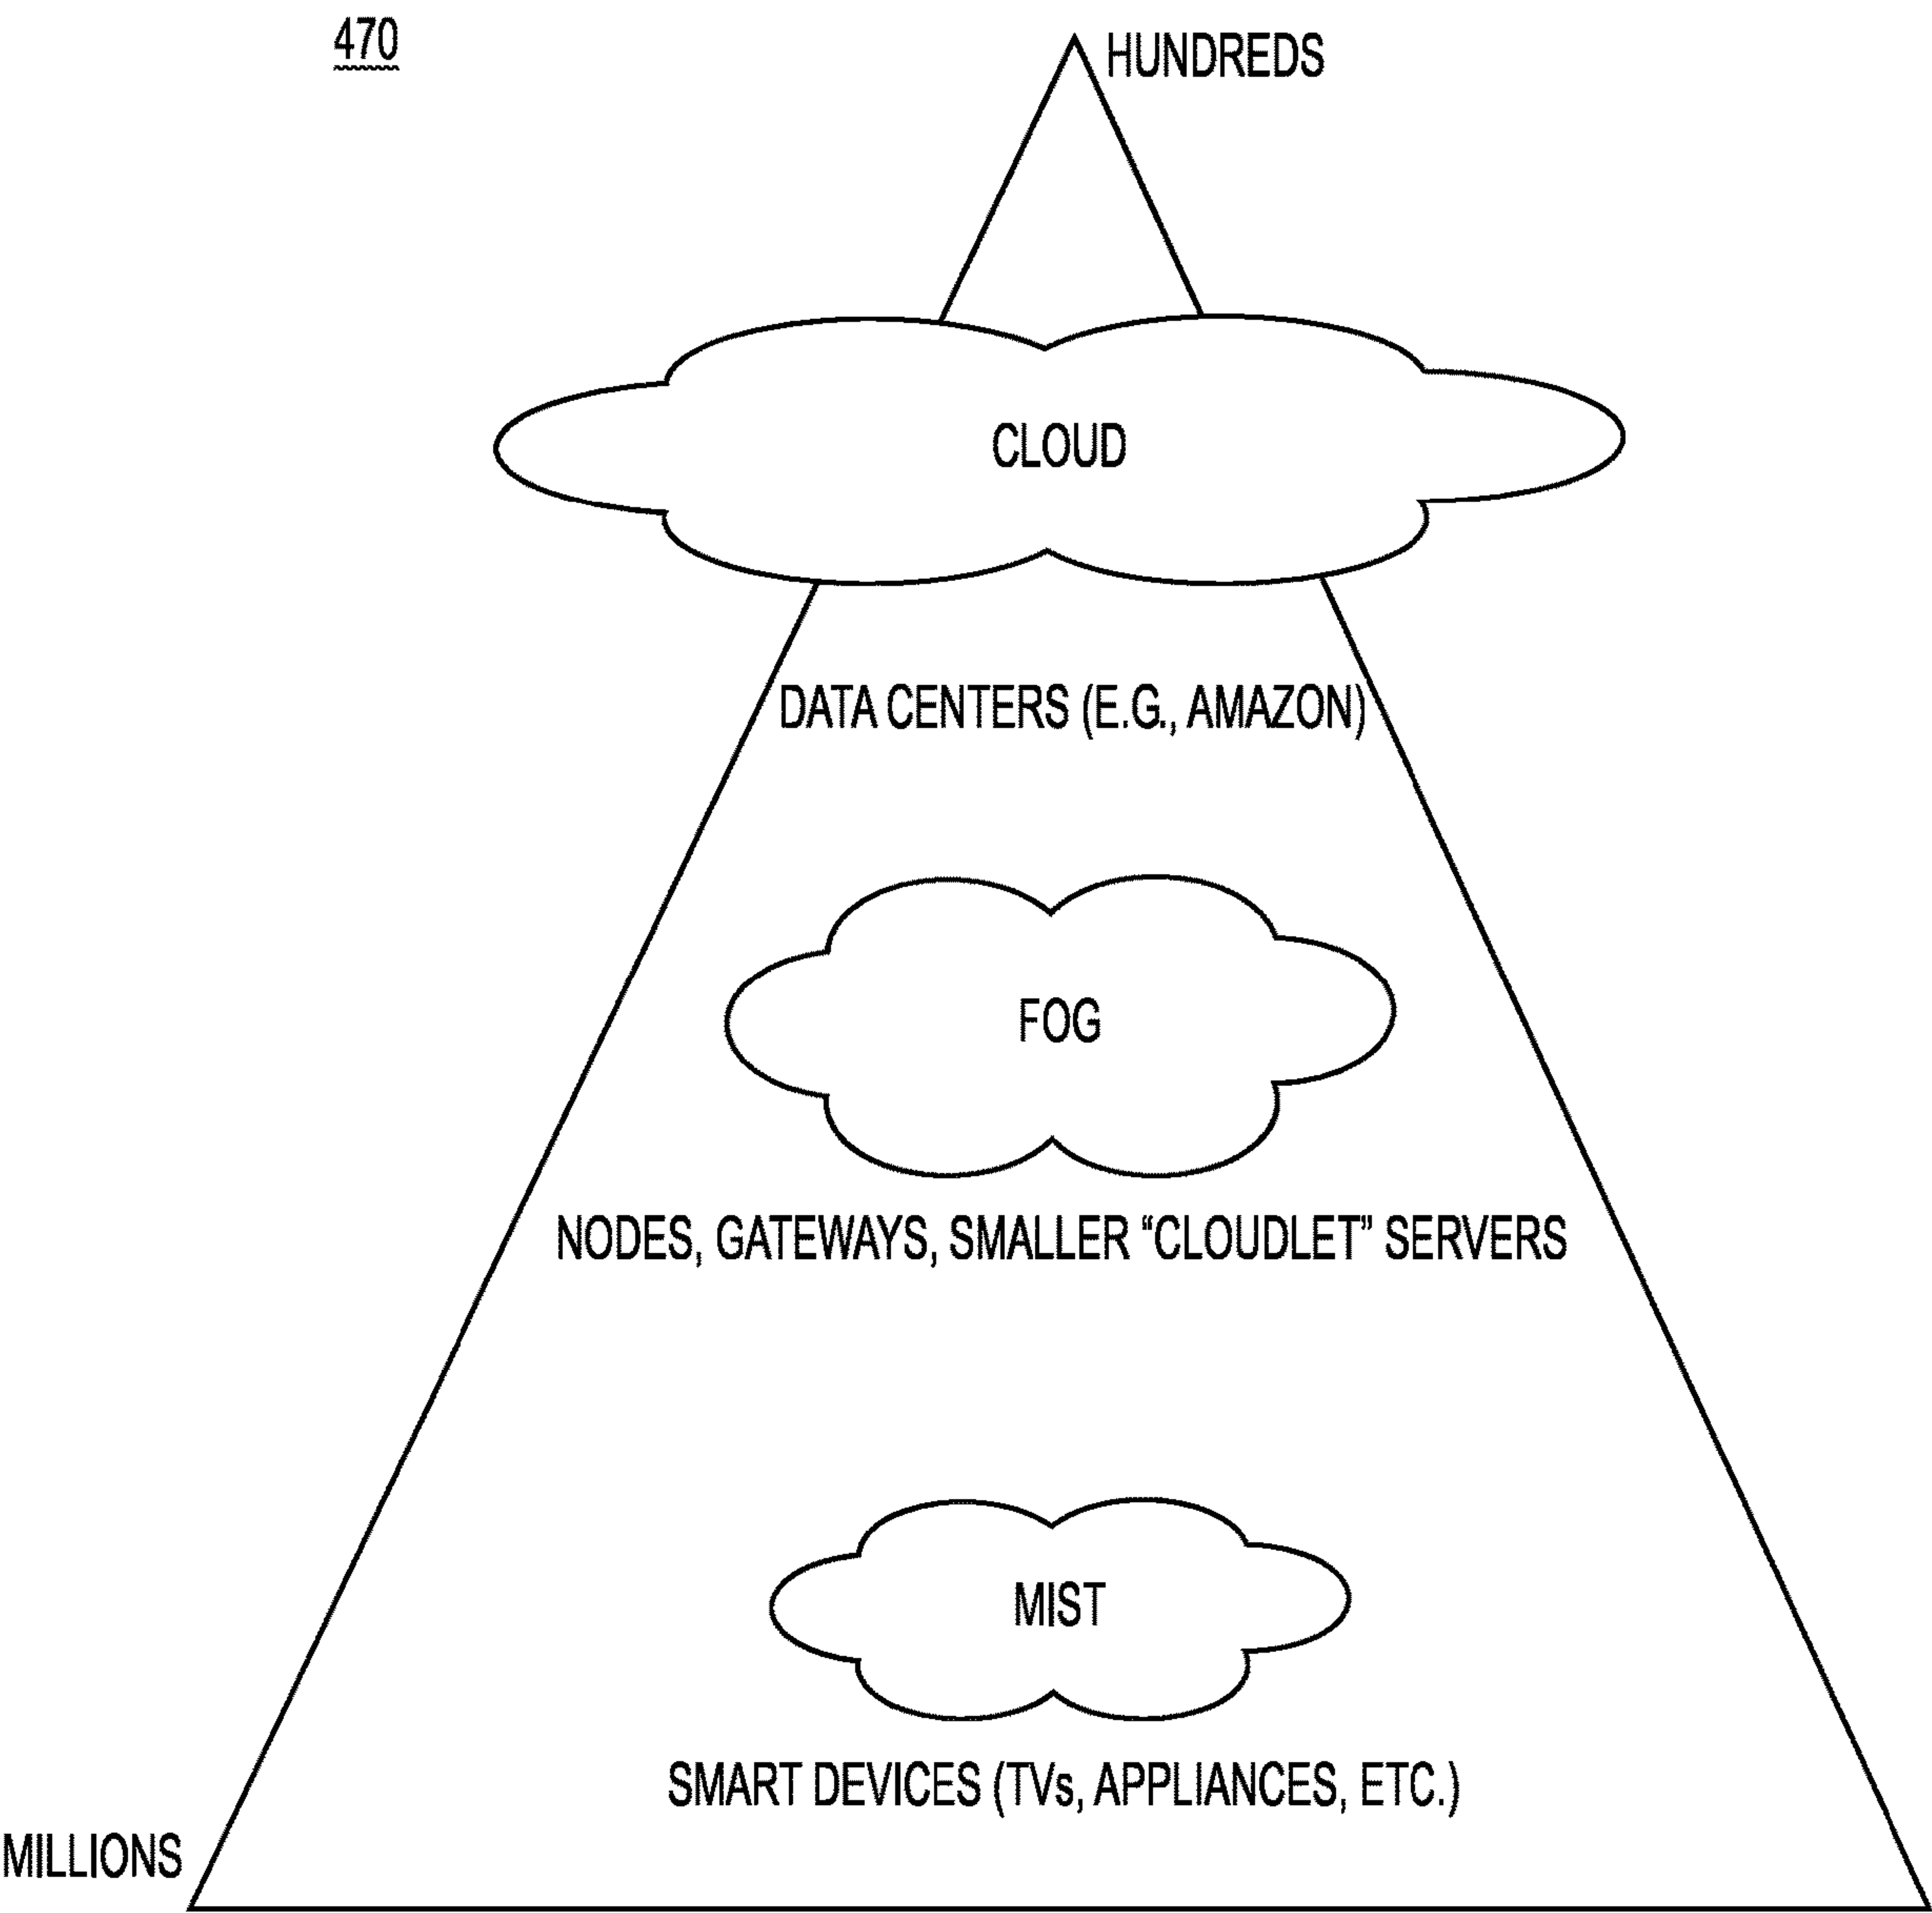 470
HUNDREDS
CLOUD
DATA CENTERS (E.G., AMAZON)
FOG
NODES, GATEWAYS, SMALLER “CLOUDLET” SERVERS
MIST
SMART DEVICES (TVs, APPLIANCES, ETC.)
MILLIONS